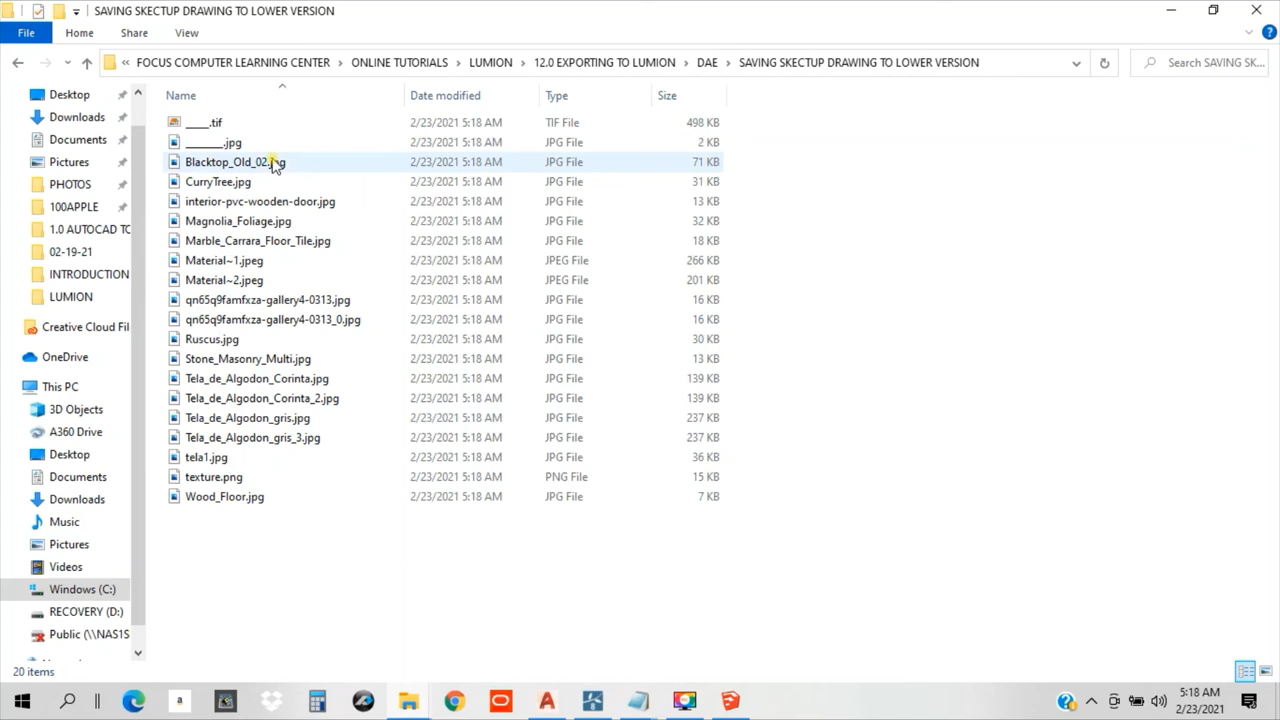 SAVING SKECTUP DRAWING TO LOWER VERSION
File Home Share View
FOCUS COMPUTER LEARNING CENTER ONLINE TUTORIALS LUMION 12.0 EXPORTING TO LUMION DAE SAVING SKECTUP DRAWING TO LOWER VERSION Search SAVING SK...
Name Date modified Type Size
____.tif 2/23/2021 5:18 AM TIF File 498 KB
_______.jpg 2/23/2021 5:18 AM JPG File 2 KB
Blacktop_Old_02.jpg 2/23/2021 5:18 AM JPG File 71 KB
CurryTree.jpg 2/23/2021 5:18 AM JPG File 31 KB
interior-pvc-wooden-door.jpg 2/23/2021 5:18 AM JPG File 13 KB
Magnolia_Foliage.jpg 2/23/2021 5:18 AM JPG File 32 KB
Marble_Carrara_Floor_Tile.jpg 2/23/2021 5:18 AM JPG File 18 KB
Material~1.jpeg 2/23/2021 5:18 AM JPEG File 266 KB
Material~2.jpeg 2/23/2021 5:18 AM JPEG File 201 KB
qn65q9famfxza-gallery4-0313.jpg 2/23/2021 5:18 AM JPG File 16 KB
qn65q9famfxza-gallery4-0313_0.jpg 2/23/2021 5:18 AM JPG File 16 KB
Ruscus.jpg 2/23/2021 5:18 AM JPG File 30 KB
Stone_Masonry_Multi.jpg 2/23/2021 5:18 AM JPG File 13 KB
Tela_de_Algodon_Corinta.jpg 2/23/2021 5:18 AM JPG File 139 KB
Tela_de_Algodon_Corinta_2.jpg 2/23/2021 5:18 AM JPG File 139 KB
Tela_de_Algodon_gris.jpg 2/23/2021 5:18 AM JPG File 237 KB
Tela_de_Algodon_gris_3.jpg 2/23/2021 5:18 AM JPG File 237 KB
tela1.jpg 2/23/2021 5:18 AM JPG File 36 KB
texture.png 2/23/2021 5:18 AM PNG File 15 KB
Wood_Floor.jpg 2/23/2021 5:18 AM JPG File 7 KB
Desktop
Downloads
Documents
Pictures
PHOTOS
100APPLE
1.0 AUTOCAD TO
02-19-21
INTRODUCTION
LUMION
Creative Cloud Fil
OneDrive
This PC
3D Objects
A360 Drive
Desktop
Documents
Downloads
Music
Pictures
Videos
Windows (C:)
RECOVERY (D:)
Public (\\NAS1S
20 items
5:18 AM
2/23/2021